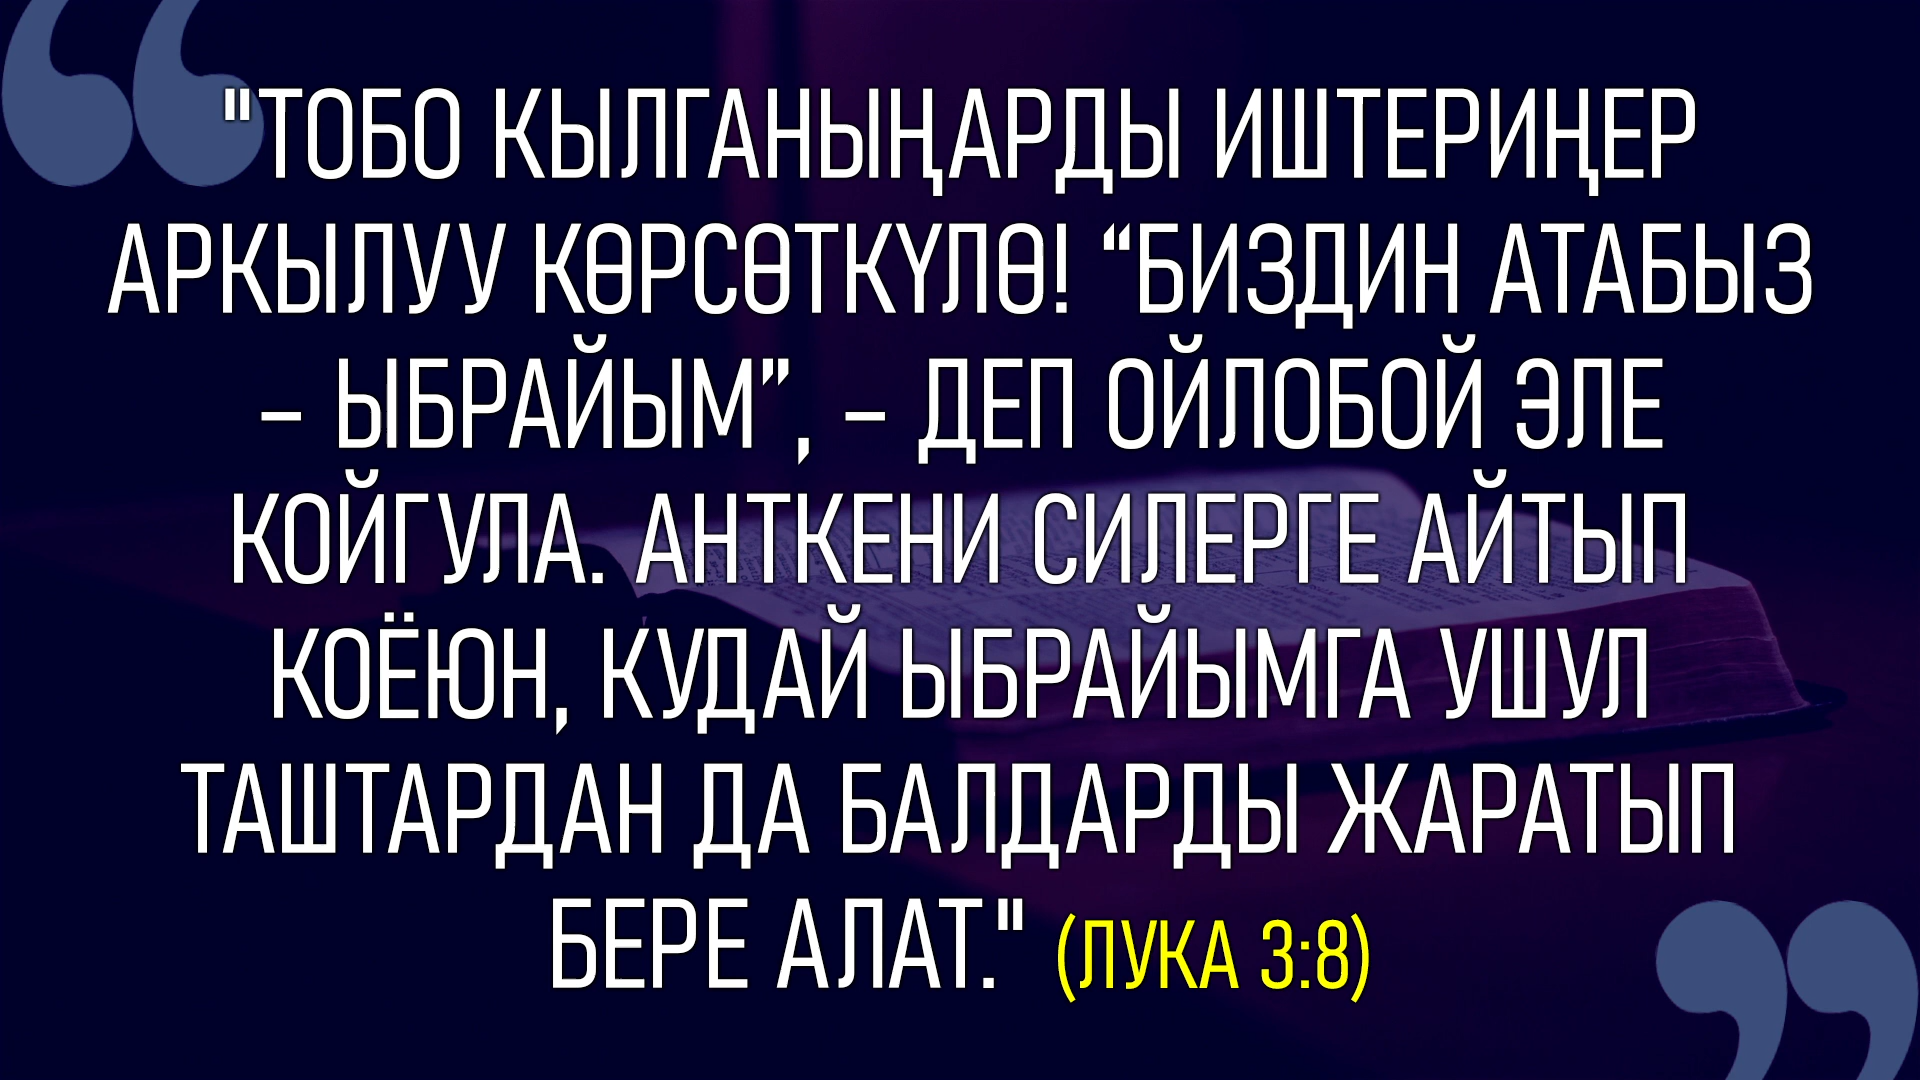 "ТОБО КЫЛГАНЫҢАРДЫ ИШТЕРИҢЕР
АРКЫЛУУ КӨРСӨТКҮЛӨ! “БИЗДИН АТАБЫЗ
– ЫБРАЙЫМ”, – ДЕП ОЙЛОБОЙ ЭЛЕ
КОЙГУЛА. АНТКЕНИ СИЛЕРГЕ АЙТЫП
КОЁЮН, КУДАЙ ЫБРАЙЫМГА УШУЛ
ТАШТАРДАН ДА БАЛДАРДЫ ЖАРАТЫП
БЕРЕ АЛАТ." (ЛУКА 3:8)